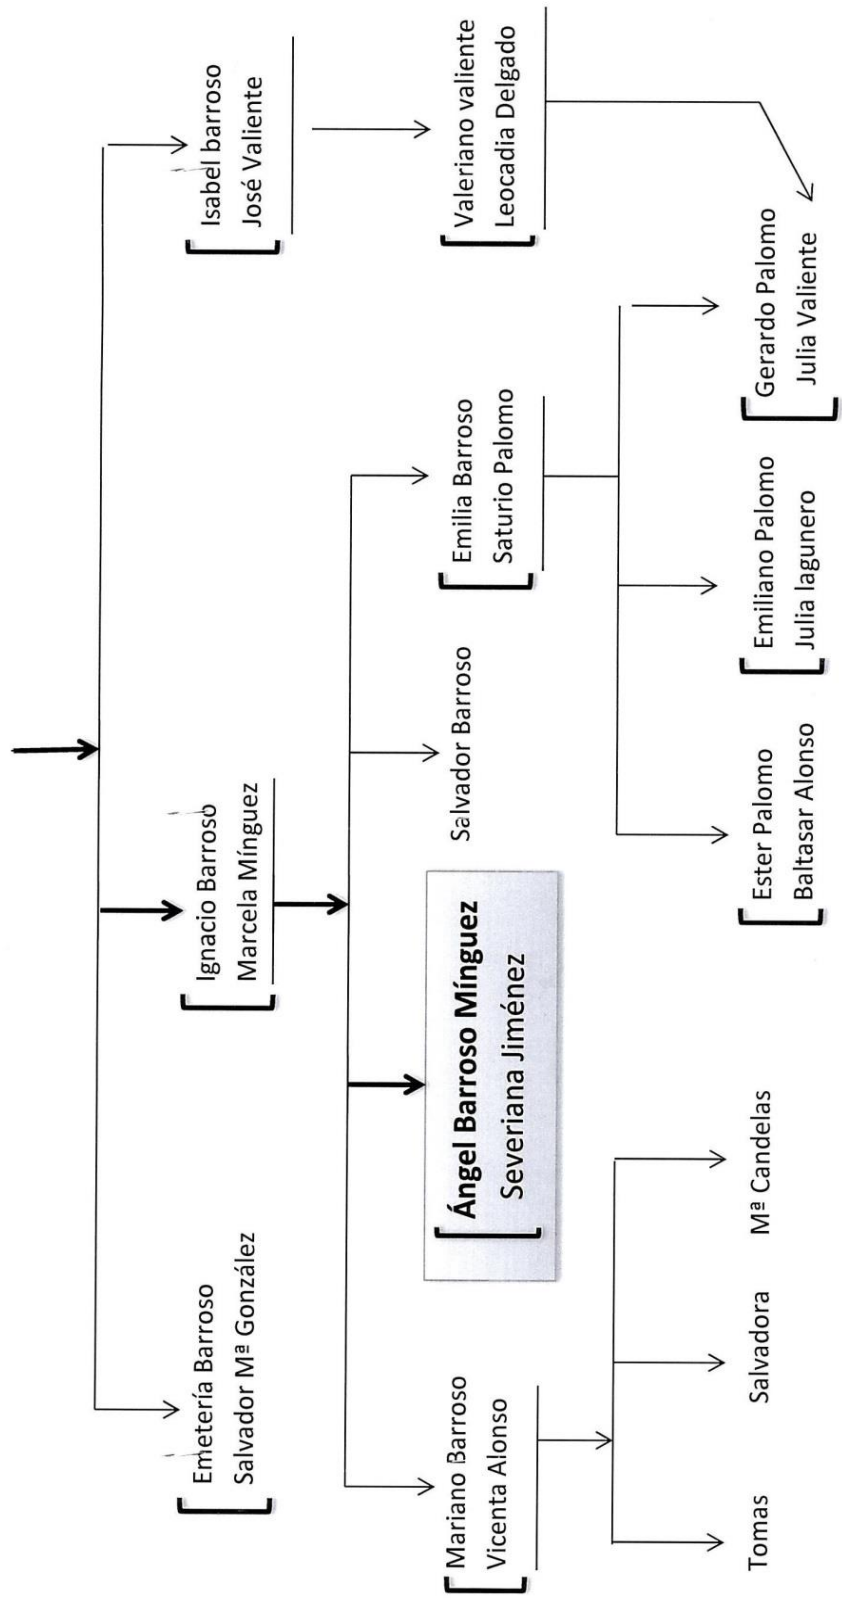 Emetería Barroso
Salvador Mª González
Ignacio Barroso
Marcela Mínguez
Isabel barroso
José Valiente
Mariano Barroso
Vicenta Alonso
Ángel Barroso Mínguez
Severiana Jiménez
Salvador Barroso
Emilia Barroso
Saturio Palomo
Valeriano valiente
Leocadia Delgado
Tomas
Salvadora
Mª Candelas
Ester Palomo
Baltasar Alonso
Emiliano Palomo
Julia lagunero
Gerardo Palomo
Julia Valiente